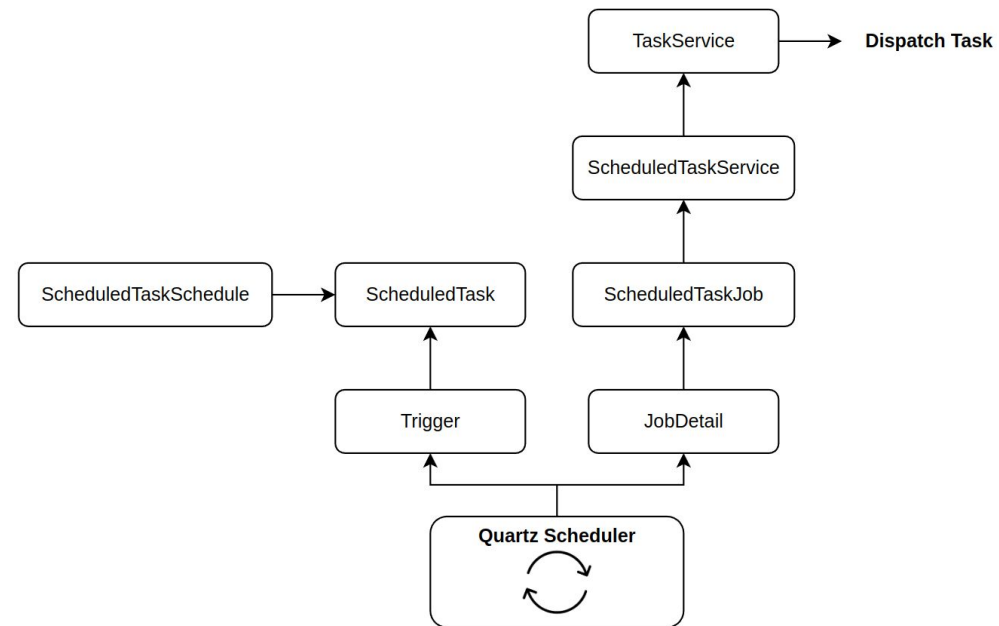 TaskService
Dispatch Task
ScheduledTaskService
ScheduledTaskSchedule
ScheduledTask
ScheduledTaskJob
Trigger
JobDetail
Quartz Scheduler